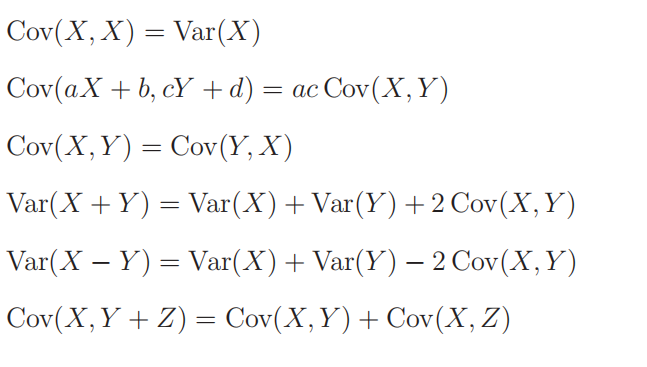 Cov(X, X) = Var(X)
Cov(aX + b, cY + d) = ac Cov(X, Y)
Cov(X, Y) = Cov(Y, X)
Var(X + Y) = Var(X) + Var(Y) + 2 Cov(X, Y)
Var(X − Y) = Var(X) + Var(Y) − 2 Cov(X, Y)
Cov(X, Y + Z) = Cov(X, Y) + Cov(X, Z)